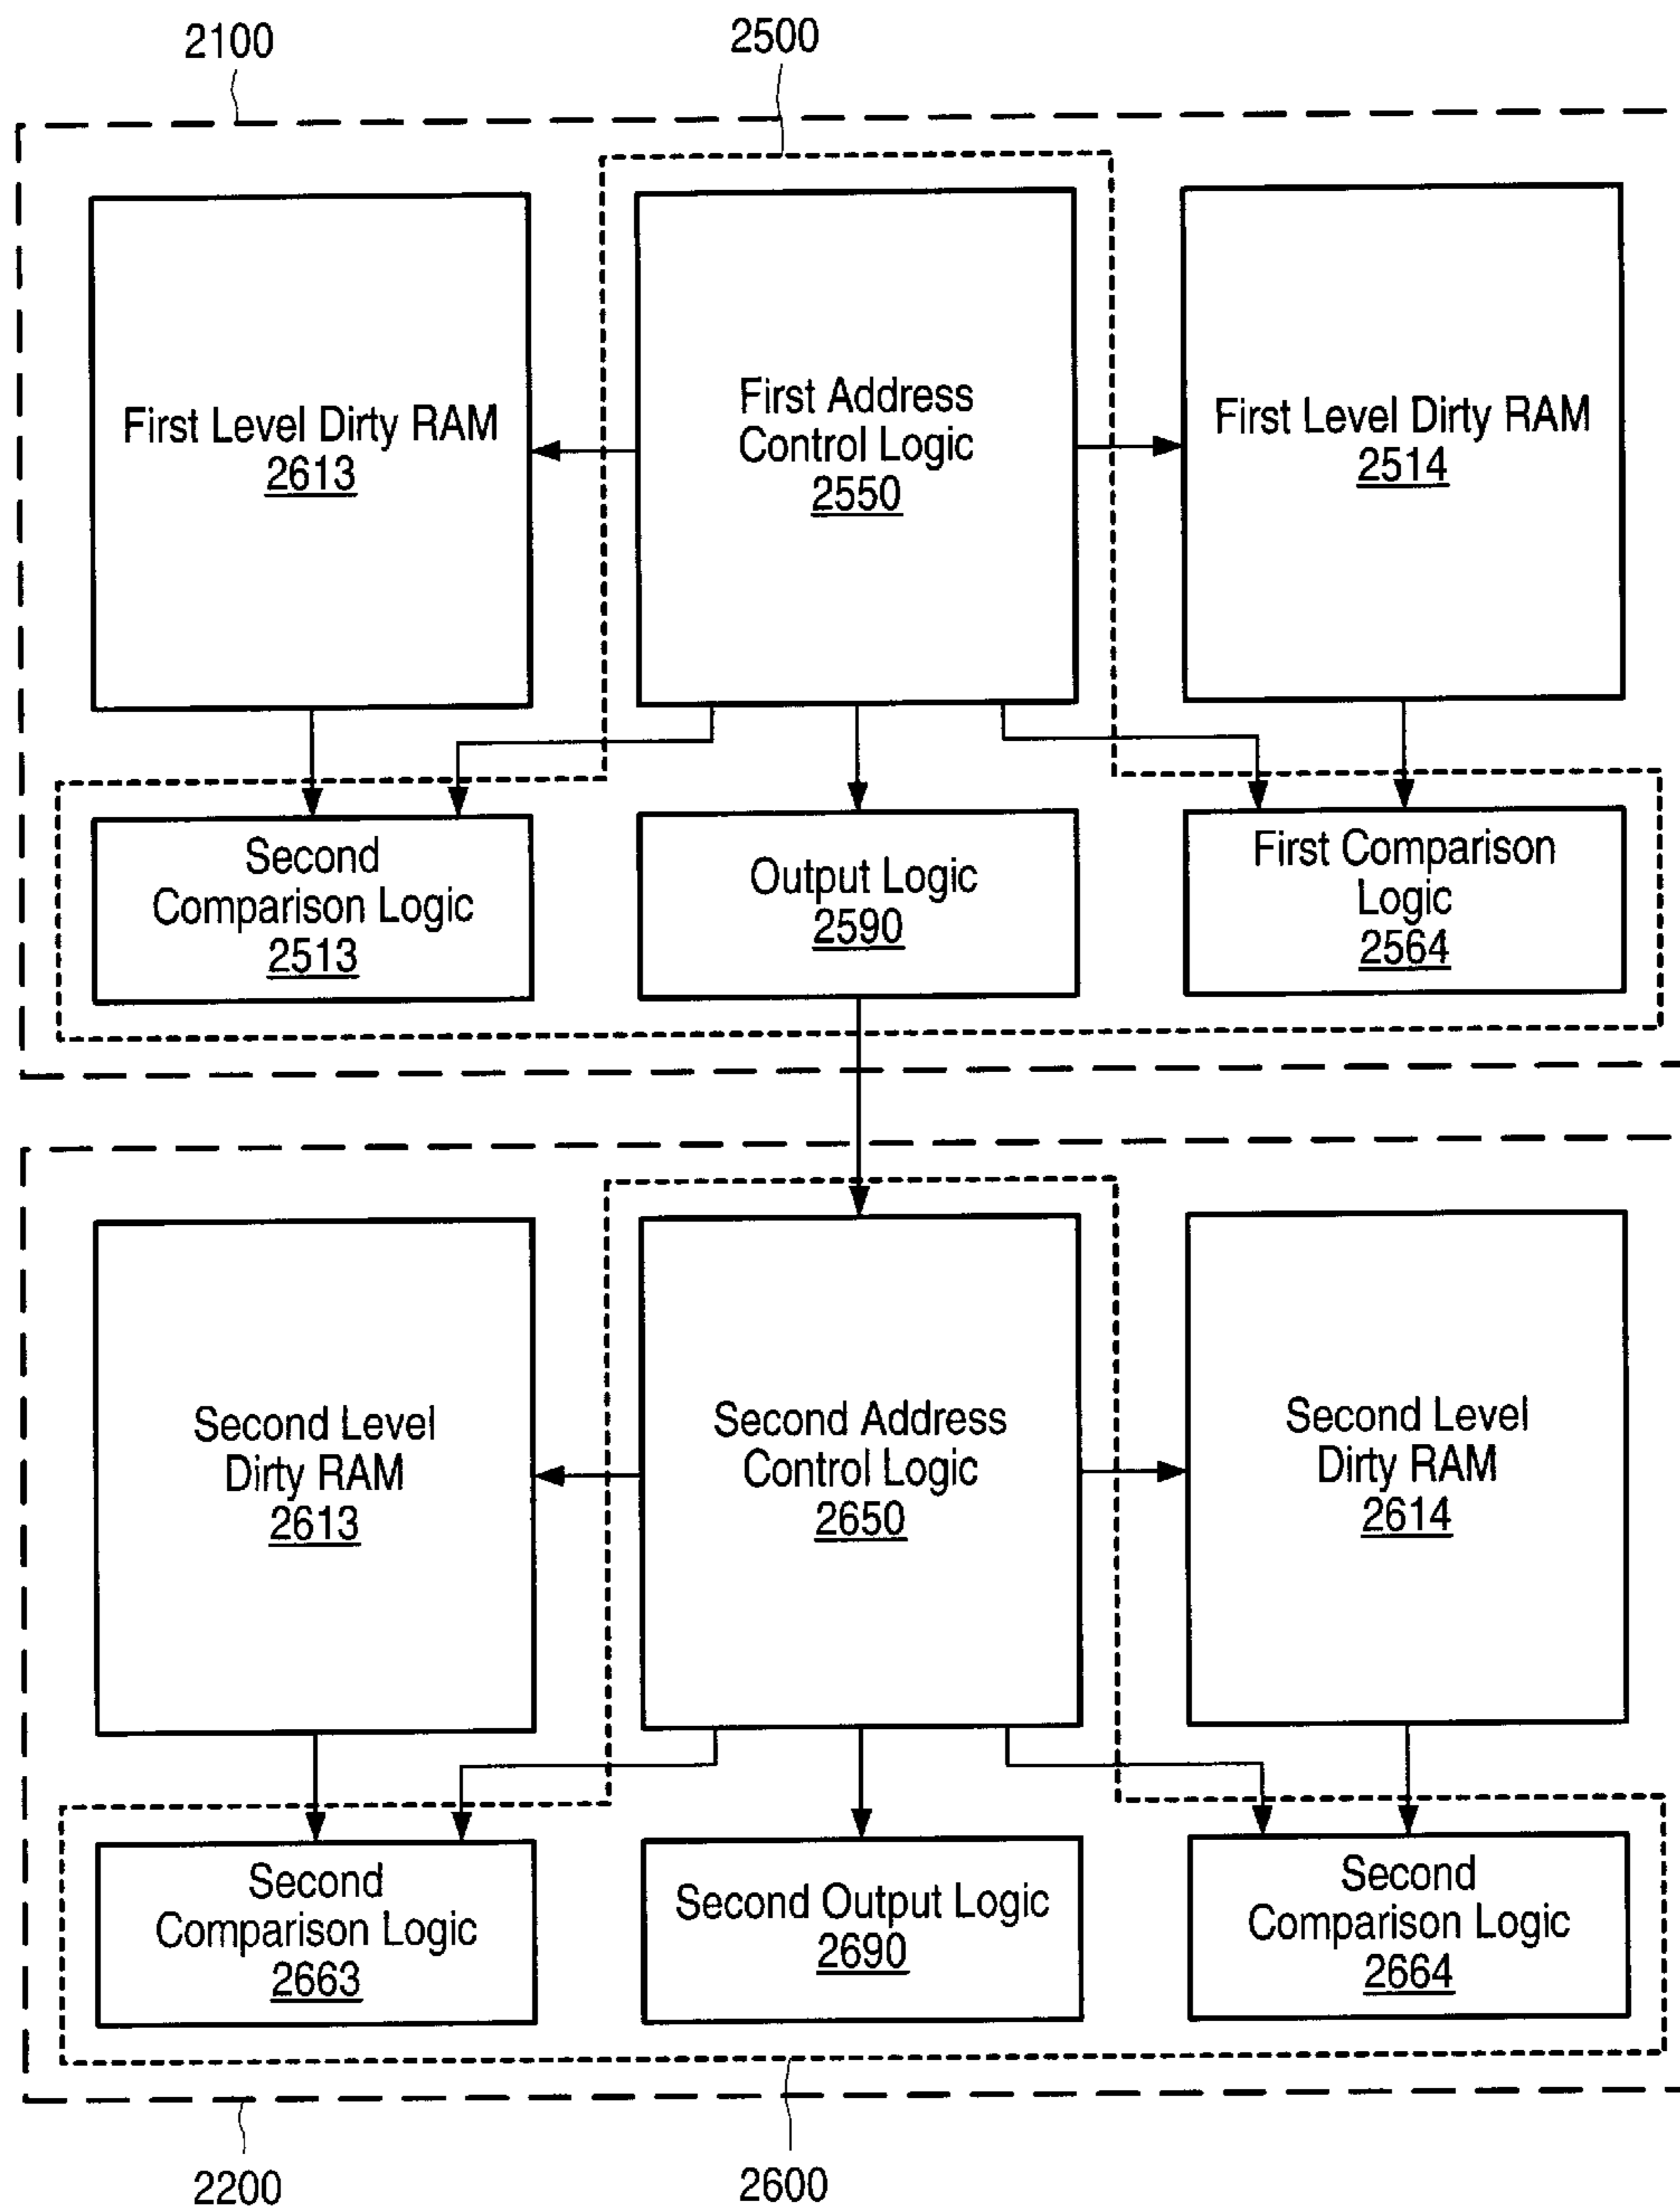 2100
2500
First Level Dirty RAM
2613
First Address
Control Logic
2550
First Level Dirty RAM
2514
Second
Comparison Logic
2513
Output Logic
2590
First Comparison
Logic
2564
Second Level
Dirty RAM
2613
Second Address
Control Logic
2650
Second Level
Dirty RAM
2614
Second
Comparison Logic
2663
Second Output Logic
2690
Second
Comparison Logic
2664
2200
2600